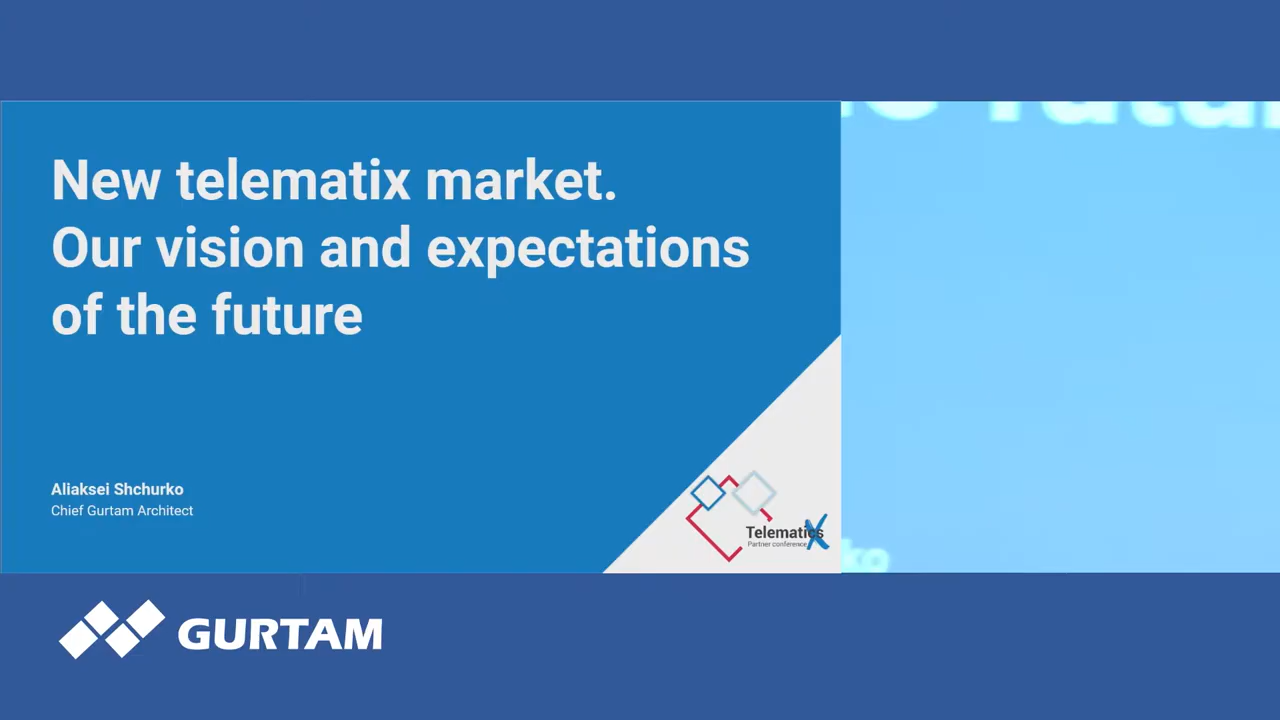 New telematix market.
Our vision and expectations
of the future
Aliaksei Shchurko
Chief Gurtam Architect
Telematics
X
Partner conference
GURTAM
ko